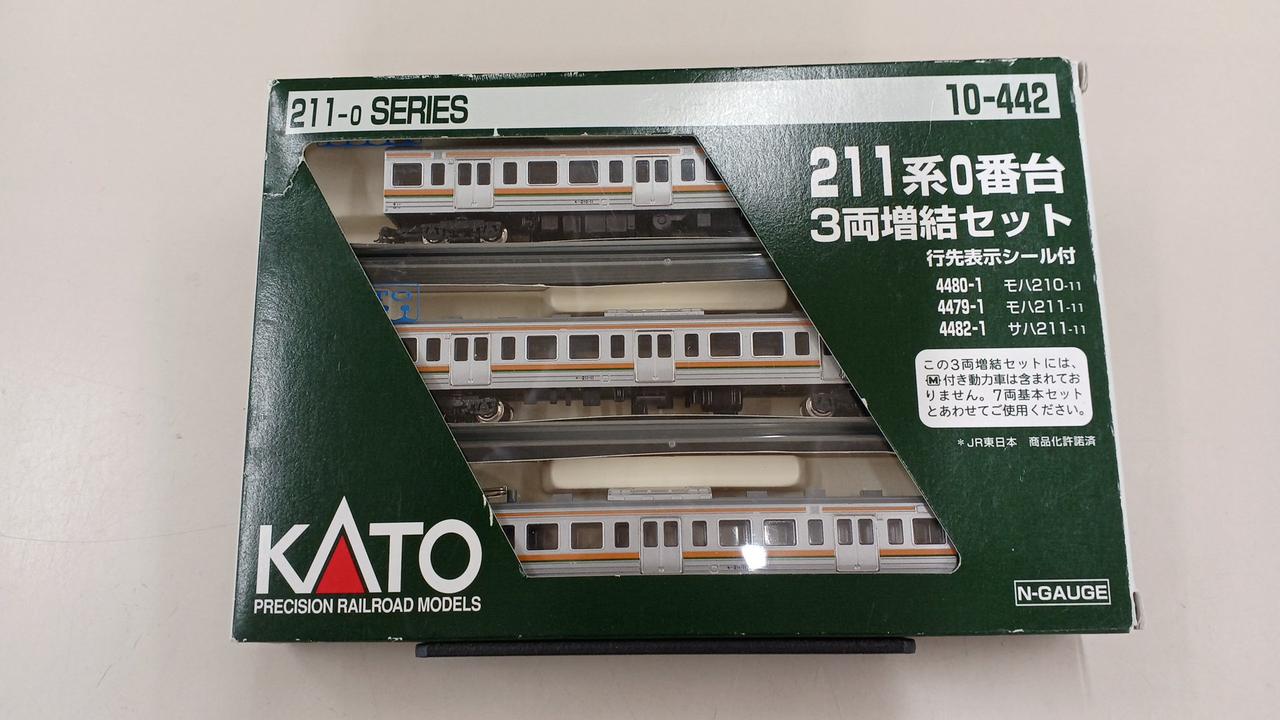 211-0 SERIES
10-442
211系0番台
3両増結セット
行先表示シール付
4480-1 モハ210-11
4479-1 モハ211-11
4482-1 サハ211-11
この3両増結セットには、
M付き動力車は含まれてお
りません。7両基本セット
とあわせてご使用ください。
*JR東日本 商品化許諾済
KATO
PRECISION RAILROAD MODELS
N-GAUGE